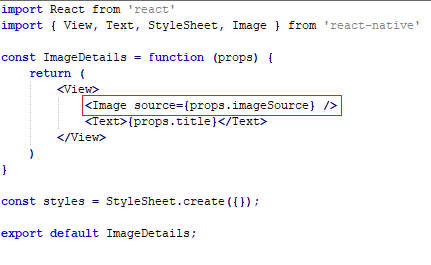 import React from 'react'
import { View, Text, StyleSheet, Image } from 'react-native'
const ImageDetails = function (props) {
return (
<View>
<Image source={props.imageSource} />
<Text>{props.title}</Text>
</View>
)
}
const styles = StyleSheet.create({});
export default ImageDetails;